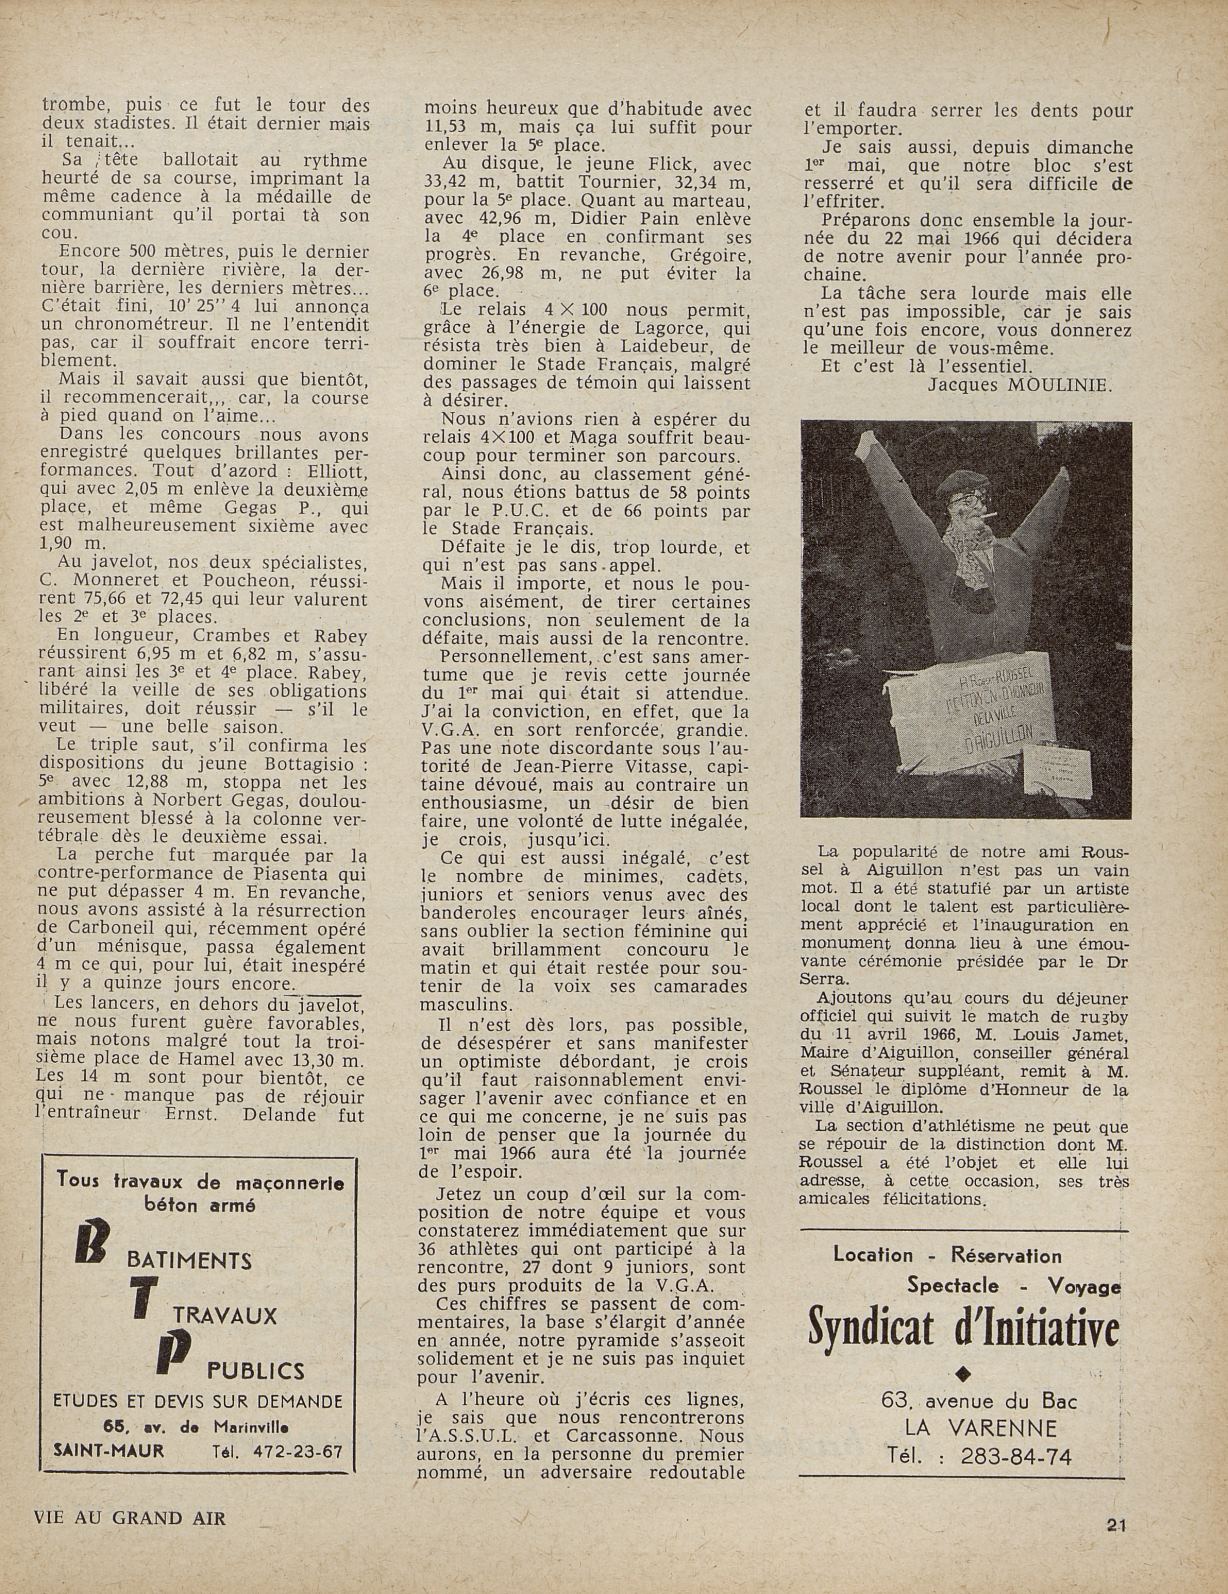 trombe, puis ce fut le tour des
deux stadistes. Il était dernier mais
il tenait...
Sa tête ballotait au rythme
heurté de sa course, imprimant la
même cadence à la médaille de
communiant qu'il portai tà son
cou.
Encore 500 mètres, puis le dernier
tour, la dernière rivière, la der-
nière barrière, les derniers mètres...
C'était fini, 10' 25'' 4 lui annonça
un chronométreur. Il ne l'entendit
pas, car il souffrait encore terri-
blement.
Mais il savait aussi que bientôt,
il recommencerait,,, car, la course
à pied quand on l'aime...
Dans les concours nous avons
enregistré quelques brillantes per-
formances. Tout d'azord : Elliott,
qui avec 2,05 m enlève la deuxième
place, et même Gegas P., qui
est malheureusement sixième avec
1,90 m.
Au javelot, nos deux spécialistes,
C. Monneret et Poucheon, réussi-
rent 75,66 et 72,45 qui leur valurent
les 2e et 3e places.
En longueur, Crambes et Rabey
réussirent 6,95 m et 6,82 m, s'assu-
rant ainsi les 3e et 4e place. Rabey,
libéré la veille de ses obligations
militaires, doit réussir — s'il le
veut — une belle saison.
Le triple saut, s'il confirma les
dispositions du jeune Bottagisio :
5e avec 12,88 m, stoppa net les
ambitions à Norbert Gegas, doulou-
reusement blessé à la colonne ver-
tébrale dès le deuxième essai.
La perche fut marquée par la
contre-performance de Piasenta qui
ne put dépasser 4 m. En revanche,
nous avons assisté à la résurrection
de Carboneil qui, récemment opéré
d'un ménisque, passa également
4 m ce qui, pour lui, était inespéré
il y a quinze jours encore.
Les lancers, en dehors du javelot,
ne nous furent guère favorables,
mais notons malgré tout la troi-
sième place de Hamel avec 13,30 m.
Les 14 m sont pour bientôt, ce
qui ne manque pas de réjouir
l'entraîneur Ernst. Delande fut
Tous travaux de maçonnerie
béton armé
B BATIMENTS
T TRAVAUX
P PUBLICS
ETUDES ET DEVIS SUR DEMANDE
65, av. de Marinville
SAINT-MAUR Tél. 472-23-67
moins heureux que d'habitude avec
11,53 m, mais ça lui suffit pour
enlever la 5e place.
Au disque, le jeune Flick, avec
33,42 m, battit Tournier, 32,34 m,
pour la 5e place. Quant au marteau,
avec 42,96 m, Didier Pain enlève
la 4e place en confirmant ses
progrès. En revanche, Grégoire,
avec 26,98 m, ne put éviter la
6e place.
Le relais 4 X 100 nous permit,
grâce à l'énergie de Lagorce, qui
résista très bien à Laidebeur, de
dominer le Stade Français, malgré
des passages de témoin qui laissent
à désirer.
Nous n'avions rien à espérer du
relais 4X100 et Maga souffrit beau-
coup pour terminer son parcours.
Ainsi donc, au classement géné-
ral, nous étions battus de 58 points
par le P.U.C. et de 66 points par
le Stade Français.
Défaite je le dis, trop lourde, et
qui n'est pas sans appel.
Mais il importe, et nous le pou-
vons aisément, de tirer certaines
conclusions, non seulement de la
défaite, mais aussi de la rencontre.
Personnellement, c'est sans amer-
tume que je revis cette journée
du 1er mai qui était si attendue.
J'ai la conviction, en effet, que la
V.G.A. en sort renforcée, grandie.
Pas une note discordante sous l'au-
torité de Jean-Pierre Vitasse, capi-
taine dévoué, mais au contraire un
enthousiasme, un désir de bien
faire, une volonté de lutte inégalée,
je crois, jusqu'ici.
Ce qui est aussi inégalé, c'est
le nombre de minimes, cadets,
juniors et seniors venus avec des
banderoles encourager leurs aînés,
sans oublier la section féminine qui
avait brillamment concouru le
matin et qui était restée pour sou-
tenir de la voix ses camarades
masculins.
Il n'est dès lors, pas possible,
de désespérer et sans manifester
un optimiste débordant, je crois
qu'il faut raisonnablement envi-
sager l'avenir avec confiance et en
ce qui me concerne, je ne suis pas
loin de penser que la journée du
1er mai 1966 aura été la journée
de l'espoir.
Jetez un coup d'œil sur la com-
position de notre équipe et vous
constaterez immédiatement que sur
36 athlètes qui ont participé à la
rencontre, 27 dont 9 juniors, sont
des purs produits de la V.G.A.
Ces chiffres se passent de com-
mentaires, la base s'élargit d'année
en année, notre pyramide s'asseoit
solidement et je ne suis pas inquiet
pour l'avenir.
A l'heure où j'écris ces lignes,
je sais que nous rencontrerons
l'A.S.S.U.L. et Carcassonne. Nous
aurons, en la personne du premier
nommé, un adversaire redoutable
et il faudra serrer les dents pour
l'emporter.
Je sais aussi, depuis dimanche
1er mai, que notre bloc s'est
resserré et qu'il sera difficile de
l'effriter.
Préparons donc ensemble la jour-
née du 22 mai 1966 qui décidera
de notre avenir pour l'année pro-
chaine.
La tâche sera lourde mais elle
n'est pas impossible, car je sais
qu'une fois encore, vous donnerez
le meilleur de vous-même.
Et c'est là l'essentiel.
Jacques MOULINIE.
A Roger ROUSSEL
CITOYEN D'HONNEUR
DE LA VILLE
D'AIGUILLON
La popularité de notre ami Rous-
sel à Aiguillon n'est pas un vain
mot. Il a été statufié par un artiste
local dont le talent est particulière-
ment apprécié et l'inauguration en
monument donna lieu à une émou-
vante cérémonie présidée par le Dr
Serra.
Ajoutons qu'au cours du déjeuner
officiel qui suivit le match de rugby
du 11 avril 1966, M. Louis Jamet,
Maire d'Aiguillon, conseiller général
et Sénateur suppléant, remit à M.
Roussel le diplôme d'Honneur de la
ville d'Aiguillon.
La section d'athlétisme ne peut que
se répouir de la distinction dont M.
Roussel a été l'objet et elle lui
adresse, à cette occasion, ses très
amicales félicitations.
Location - Réservation
Spectacle - Voyage
Syndicat d'Initiative
63, avenue du Bac
LA VARENNE
Tél. : 283-84-74
VIE AU GRAND AIR
21